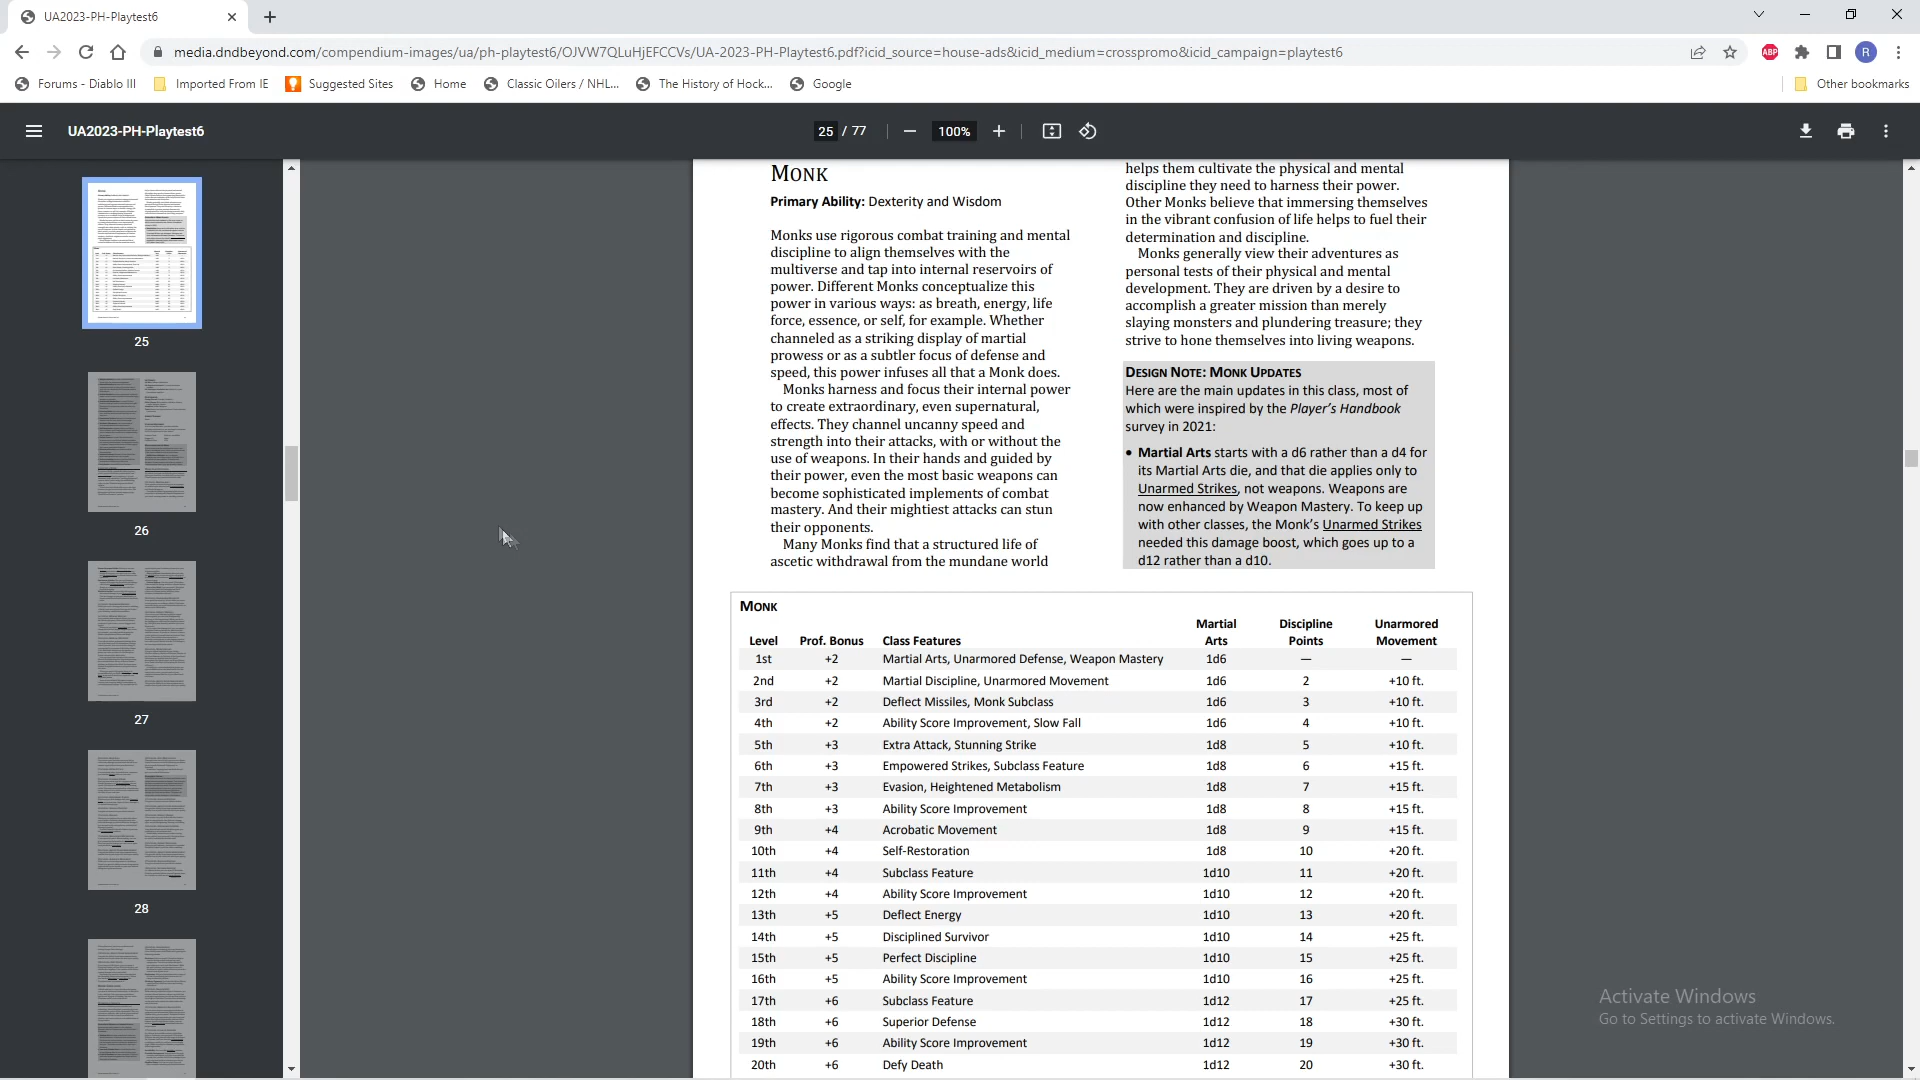 UA2023-PH-Playtest6
media.dndbeyond.com/compendium-images/ua/ph-playtest6/OJVW7QLuHjEFCCVs/UA-2023-PH-Playtest6.pdf?icid_source=house-ads&icid_medium=crosspromo&icid_campaign=playtest6
ABP
R
Forums - Diablo III
Imported From IE
Suggested Sites
Home
Classic Oilers / NHL...
The History of Hock...
Google
Other bookmarks
UA2023-PH-Playtest6
25 / 77
100%
25
26
27
28
MONK
Primary Ability: Dexterity and Wisdom
Monks use rigorous combat training and mental
discipline to align themselves with the
multiverse and tap into internal reservoirs of
power. Different Monks conceptualize this
power in various ways: as breath, energy, life
force, essence, or self, for example. Whether
channeled as a striking display of martial
prowess or as a subtler focus of defense and
speed, this power infuses all that a Monk does.
Monks harness and focus their internal power
to create extraordinary, even supernatural,
effects. They channel uncanny speed and
strength into their attacks, with or without the
use of weapons. In their hands and guided by
their power, even the most basic weapons can
become sophisticated implements of combat
mastery. And their mightiest attacks can stun
their opponents.
Many Monks find that a structured life of
ascetic withdrawal from the mundane world
helps them cultivate the physical and mental
discipline they need to harness their power.
Other Monks believe that immersing themselves
in the vibrant confusion of life helps to fuel their
determination and discipline.
Monks generally view their adventures as
personal tests of their physical and mental
development. They are driven by a desire to
accomplish a greater mission than merely
slaying monsters and plundering treasure; they
strive to hone themselves into living weapons.
DESIGN NOTE: MONK UPDATES
Here are the main updates in this class, most of
which were inspired by the Player's Handbook
survey in 2021:
• Martial Arts starts with a d6 rather than a d4 for
its Martial Arts die, and that die applies only to
Unarmed Strikes, not weapons. Weapons are
now enhanced by Weapon Mastery. To keep up
with other classes, the Monk's Unarmed Strikes
needed this damage boost, which goes up to a
d12 rather than a d10.
MONK
Level Prof. Bonus Class Features Martial Arts Discipline Points Unarmored Movement
1st +2 Martial Arts, Unarmored Defense, Weapon Mastery 1d6 — —
2nd +2 Martial Discipline, Unarmored Movement 1d6 2 +10 ft.
3rd +2 Deflect Missiles, Monk Subclass 1d6 3 +10 ft.
4th +2 Ability Score Improvement, Slow Fall 1d6 4 +10 ft.
5th +3 Extra Attack, Stunning Strike 1d8 5 +10 ft.
6th +3 Empowered Strikes, Subclass Feature 1d8 6 +15 ft.
7th +3 Evasion, Heightened Metabolism 1d8 7 +15 ft.
8th +3 Ability Score Improvement 1d8 8 +15 ft.
9th +4 Acrobatic Movement 1d8 9 +15 ft.
10th +4 Self-Restoration 1d8 10 +20 ft.
11th +4 Subclass Feature 1d10 11 +20 ft.
12th +4 Ability Score Improvement 1d10 12 +20 ft.
13th +5 Deflect Energy 1d10 13 +20 ft.
14th +5 Disciplined Survivor 1d10 14 +25 ft.
15th +5 Perfect Discipline 1d10 15 +25 ft.
16th +5 Ability Score Improvement 1d10 16 +25 ft.
17th +6 Subclass Feature 1d12 17 +25 ft.
18th +6 Superior Defense 1d12 18 +30 ft.
19th +6 Ability Score Improvement 1d12 19 +30 ft.
20th +6 Defy Death 1d12 20 +30 ft.
Activate Windows
Go to Settings to activate Windows.